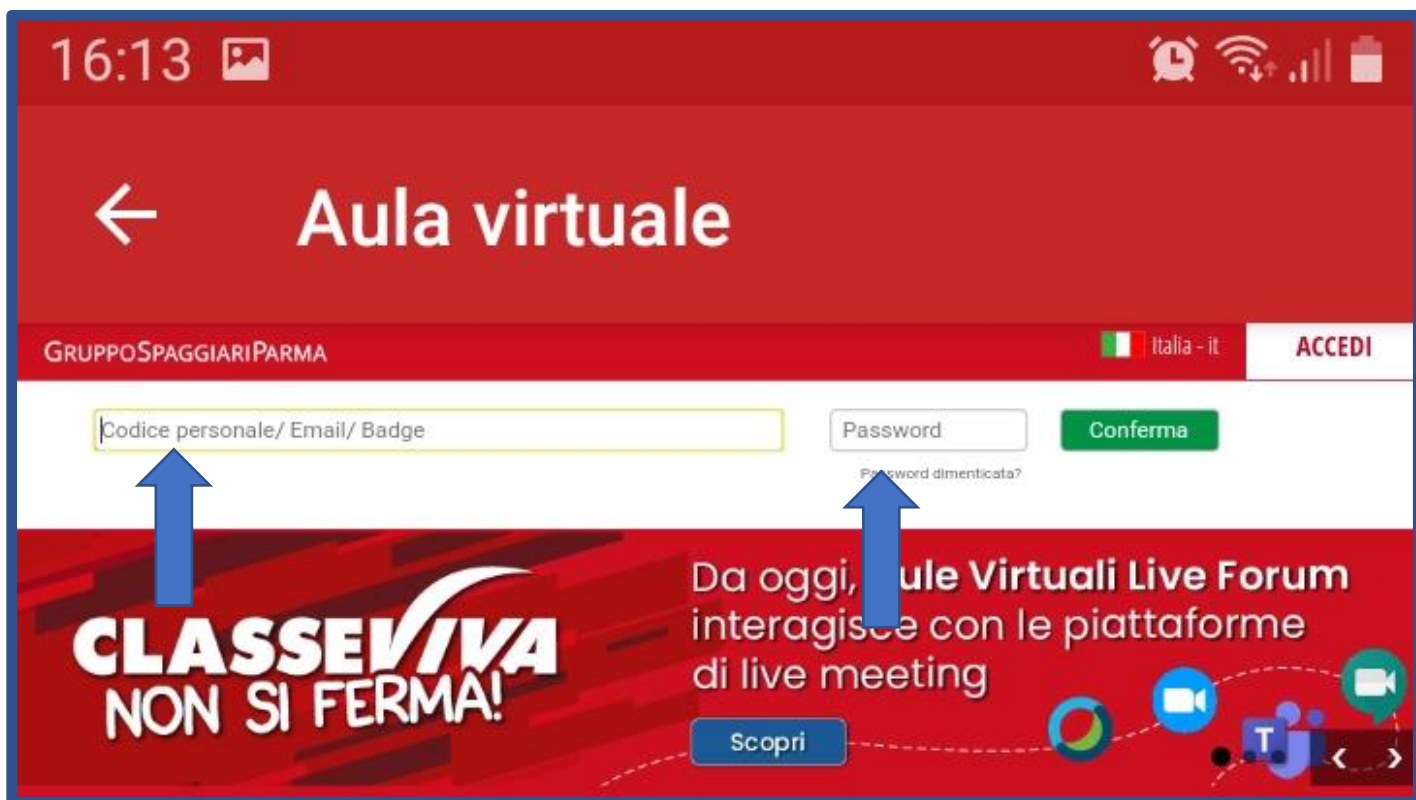 16:13
Aula virtuale
GRUPPOSPAGGIARIPARMA
Italia - it
ACCEDI
Codice personale/ Email/ Badge
Password
Conferma
Password dimenticata?
CLASSEVIVA
NON SI FERMA!
Da oggi, ule Virtuali Live Forum
interagisce con le piattaforme
di live meeting
Scopri
T